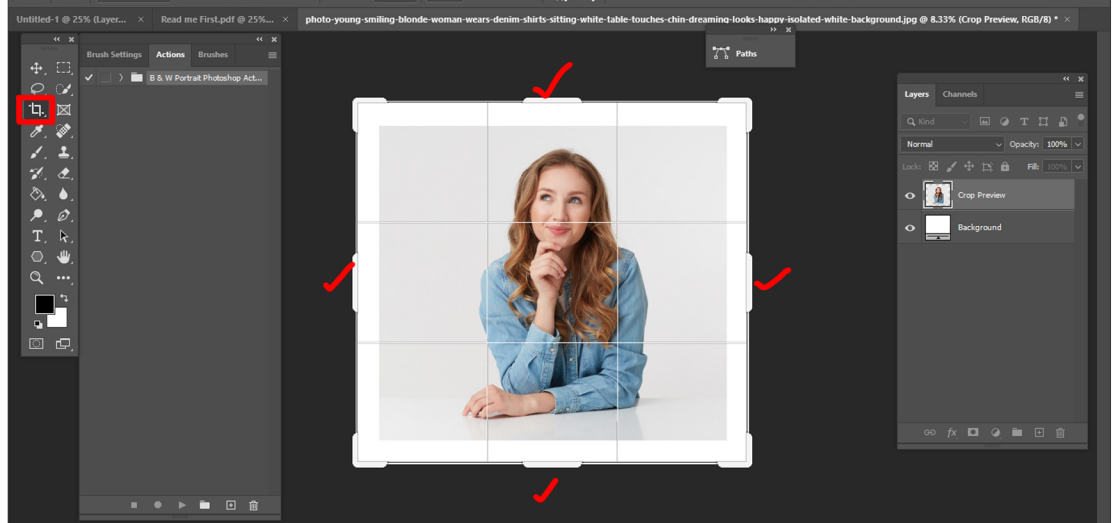 Untitled-1 @ 25% (Layer... × Read me First.pdf @ 25%... × photo-young-smiling-blonde-woman-wears-denim-shirts-sitting-white-table-touches-chin-dreaming-looks-happy-isolated-white-background.jpg @ 8.33% (Crop Preview, RGB/8) * ×
Brush Settings Actions Brushes
B & W Portrait Photoshop Act...
Paths
Layers Channels
Kind
Normal Opacity: 100%
Lock: Fill: 100%
Crop Preview
Background